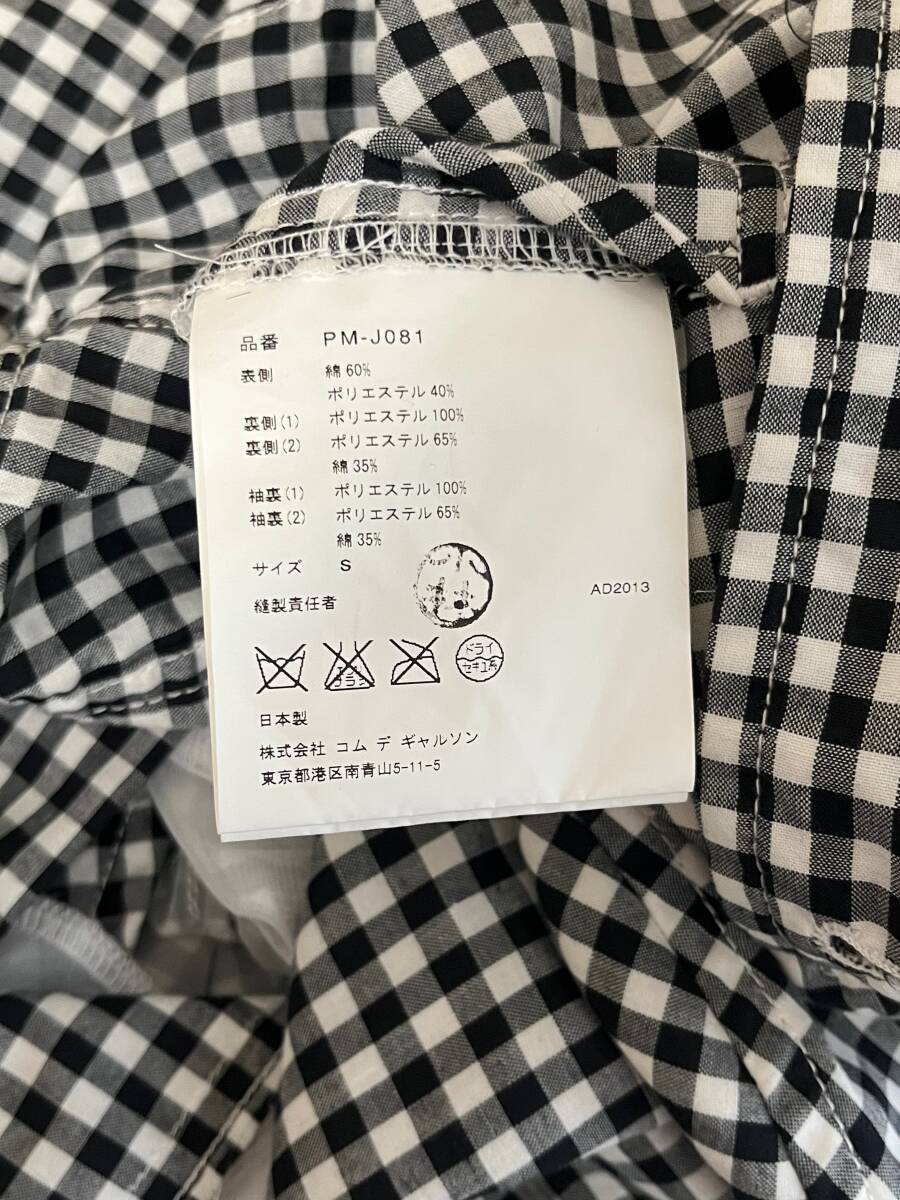 品番 PM-J081
表側 綿 60%
ポリエステル 40%
裏側(1) ポリエステル 100%
裏側(2) ポリエステル 65%
綿 35%
袖裏(1) ポリエステル 100%
袖裏(2) ポリエステル 65%
綿 35%
サイズ S
縫製責任者
AD2013
ドライ
セキユ系
日本製
株式会社 コム デ ギャルソン
東京都港区南青山5-11-5